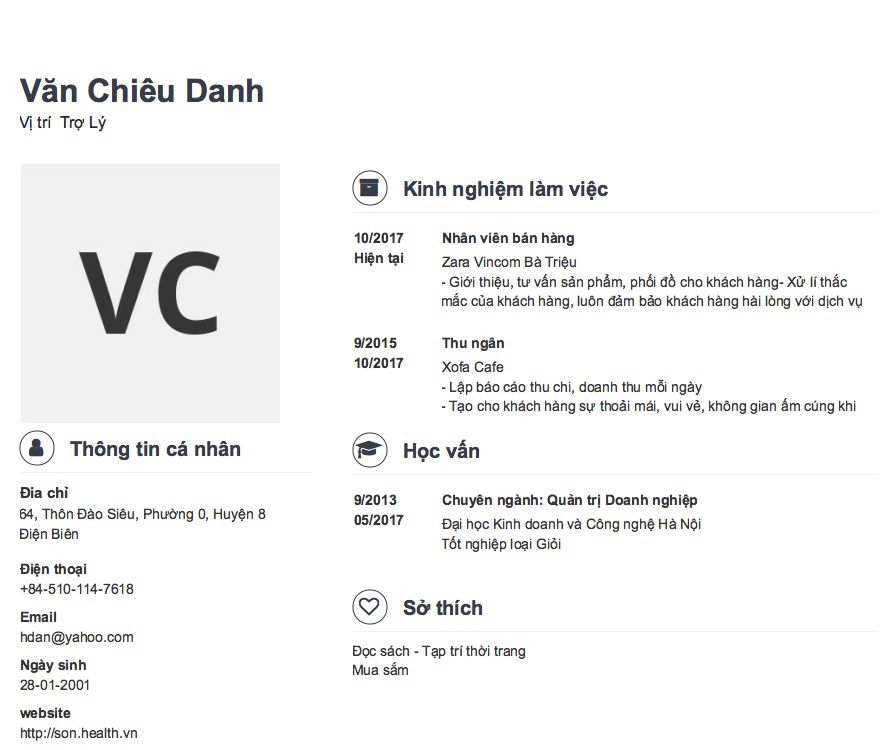 Văn Chiêu Danh
Vị trí  Trợ Lý
VC
Thông tin cá nhân
Đia chỉ
64, Thôn Đào Siêu, Phường 0, Huyện 8
Điện Biên
Điện thoại
+84-510-114-7618
Email
hdan@yahoo.com
Ngày sinh
28-01-2001
website
http://son.health.vn
Kinh nghiệm làm việc
10/2017
Hiện tại
Nhân viên bán hàng
Zara Vincom Bà Triệu
- Giới thiệu, tư vấn sản phẩm, phối đồ cho khách hàng- Xử lí thắc
mắc của khách hàng, luôn đảm bảo khách hàng hài lòng với dịch vụ
9/2015
10/2017
Thu ngân
Xofa Cafe
- Lập báo cáo thu chi, doanh thu mỗi ngày
- Tạo cho khách hàng sự thoải mái, vui vẻ, không gian ấm cúng khi
Học vấn
9/2013
05/2017
Chuyên ngành: Quản trị Doanh nghiệp
Đại học Kinh doanh và Công nghệ Hà Nội
Tốt nghiệp loại Giỏi
Sở thích
Đọc sách - Tạp trí thời trang
Mua sắm